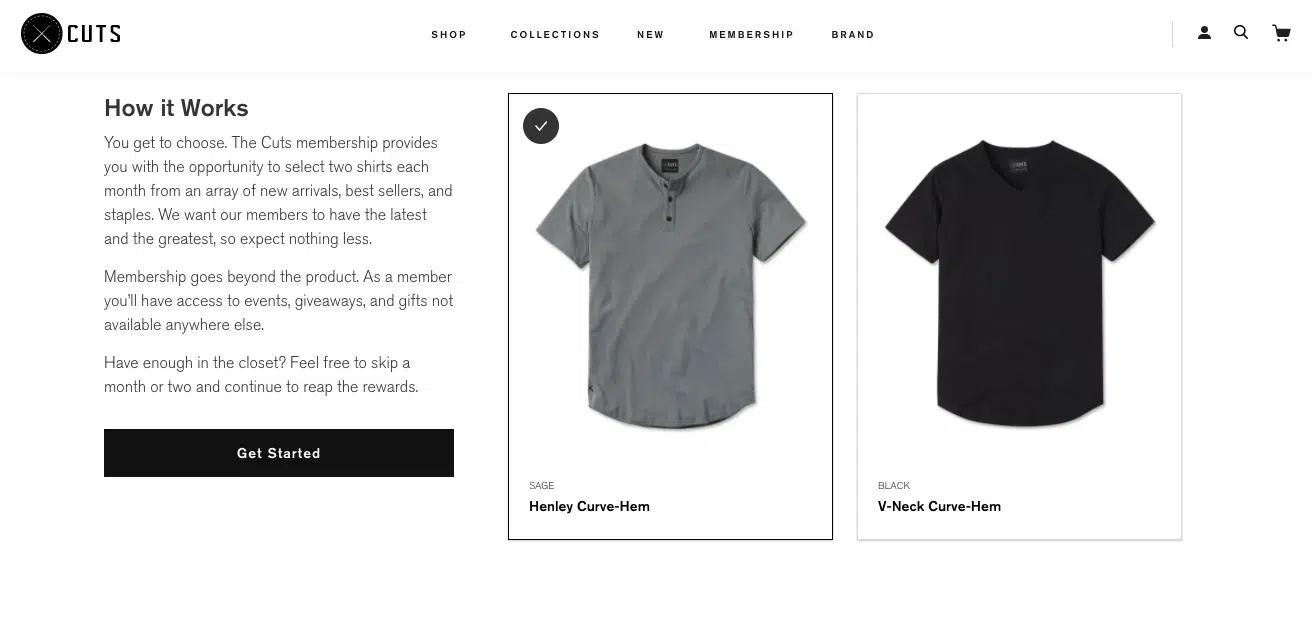 CUTS
SHOP
COLLECTIONS
NEW
MEMBERSHIP
BRAND
How it Works
You get to choose. The Cuts membership provides
you with the opportunity to select two shirts each
month from an array of new arrivals, best sellers, and
staples. We want our members to have the latest
and the greatest, so expect nothing less.
Membership goes beyond the product. As a member
you'll have access to events, giveaways, and gifts not
available anywhere else.
Have enough in the closet? Feel free to skip a
month or two and continue to reap the rewards.
Get Started
SAGE
Henley Curve-Hem
BLACK
V-Neck Curve-Hem